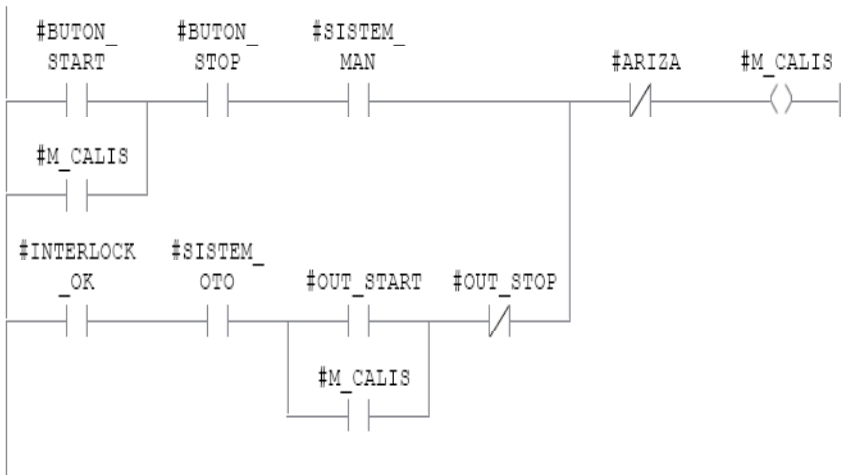 #BUTON_ #BUTON_ #SISTEM_
START STOP MAN #ARIZA #M_CALIS
#M_CALIS
#INTERLOCK #SISTEM_
_OK OTO #OUT_START #OUT_STOP
#M_CALIS